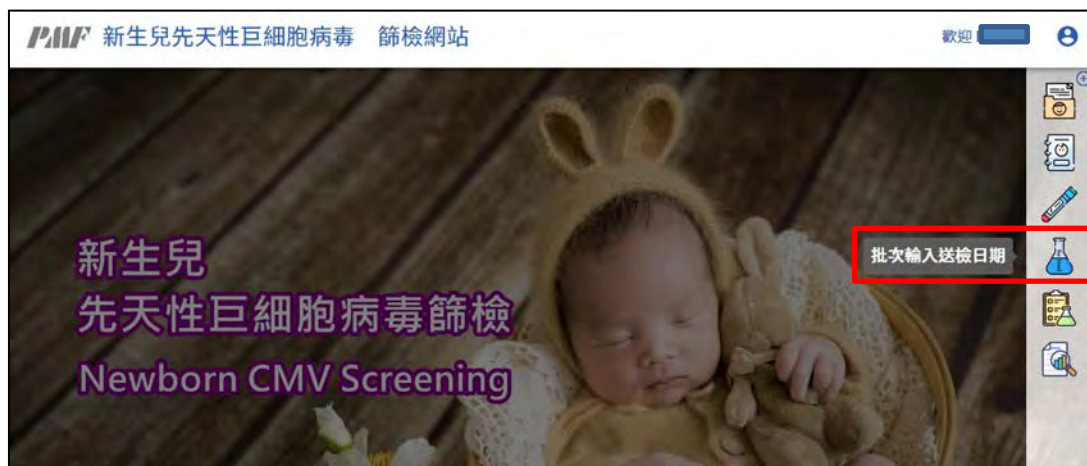 PMF 新生兒先天性巨細胞病毒 篩檢網站
歡迎
批次輸入送檢日期
新生兒
先天性巨細胞病毒篩檢
Newborn CMV Screening